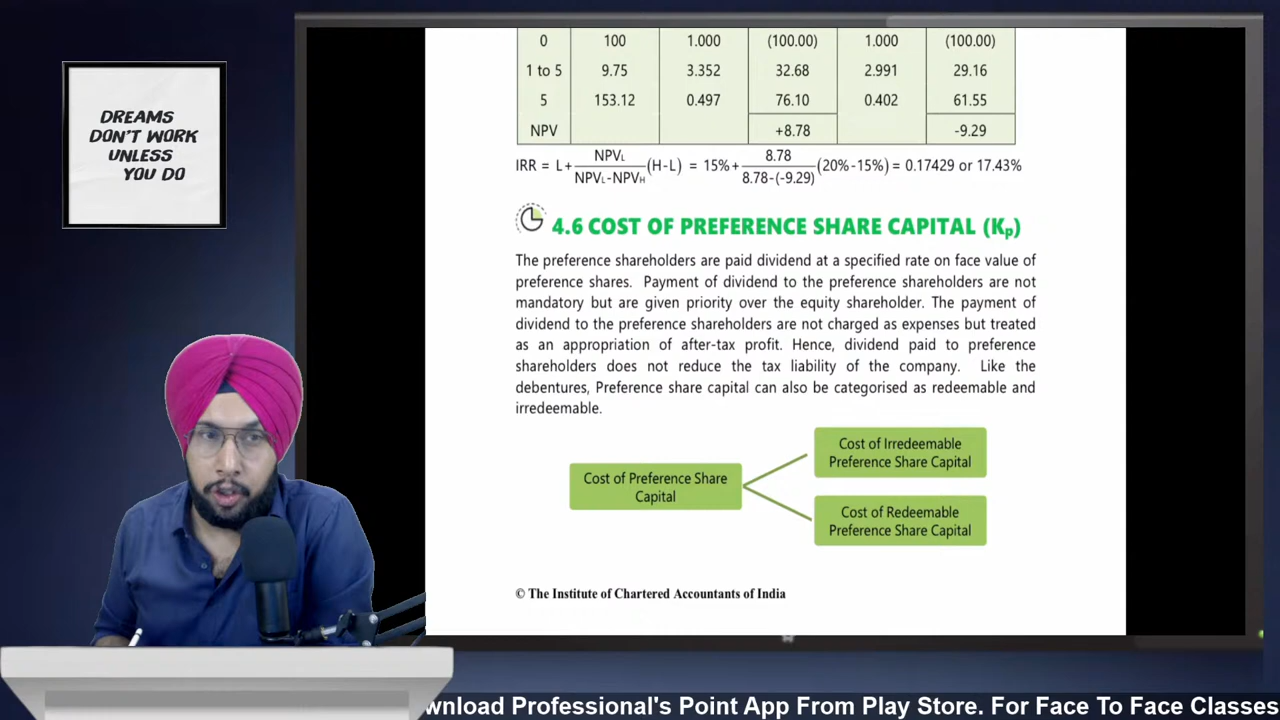 DREAMS
DON'T WORK
UNLESS
YOU DO
0 100 1.000 (100.00) 1.000 (100.00)
1 to 5 9.75 3.352 32.68 2.991 29.16
5 153.12 0.497 76.10 0.402 61.55
NPV +8.78 -9.29
IRR = L+ NPVL / NPVL-NPVH (H-L) = 15%+ 8.78 / 8.78-(-9.29) (20%-15%) = 0.17429 or 17.43%
4.6 COST OF PREFERENCE SHARE CAPITAL (Kp)
The preference shareholders are paid dividend at a specified rate on face value of
preference shares. Payment of dividend to the preference shareholders are not
mandatory but are given priority over the equity shareholder. The payment of
dividend to the preference shareholders are not charged as expenses but treated
as an appropriation of after-tax profit. Hence, dividend paid to preference
shareholders does not reduce the tax liability of the company. Like the
debentures, Preference share capital can also be categorised as redeemable and
irredeemable.
Cost of Preference Share
Capital
Cost of Irredeemable
Preference Share Capital
Cost of Redeemable
Preference Share Capital
© The Institute of Chartered Accountants of India
wnload Professional's Point App From Play Store. For Face To Face Classes